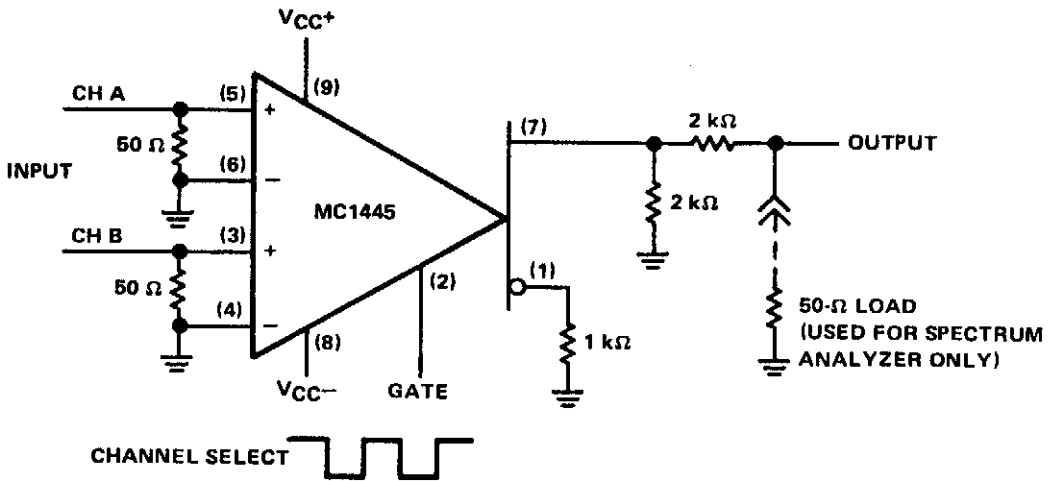 VCC+
CH A
(5)
(9)
+
50 Ω
(6)
−
INPUT
MC1445
CH B
(3)
+
50 Ω
(4)
−
(2)
(8)
VCC−
GATE
(7)
2 kΩ
OUTPUT
2 kΩ
(1)
1 kΩ
50-Ω LOAD
(USED FOR SPECTRUM
ANALYZER ONLY)
CHANNEL SELECT